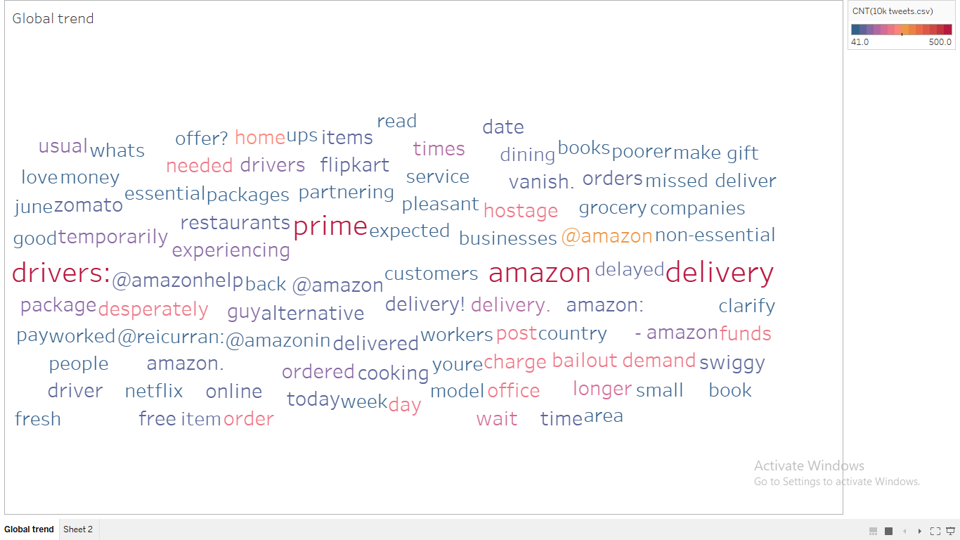 Global trend
CNT(10k tweets.csv)
41.0 500.0
read
usual whats offer? home ups items date
needed drivers flipkart times dining books poorer make gift
love money essential packages partnering service vanish. orders missed deliver
june zomato restaurants pleasant hostage grocery companies
good temporarily experiencing prime expected businesses @amazon non-essential
drivers: @amazonhelp back @amazon customers amazon delayed delivery
package desperately guy alternative delivery! delivery. amazon: clarify
pay worked @reicurran: @amazonin delivered workers post country - amazon funds
people amazon. ordered cooking youre charge bailout demand swiggy
driver netflix online today week day model office longer small book
fresh free item order wait time area
Activate Windows
Go to Settings to activate Windows.
Global trend Sheet 2